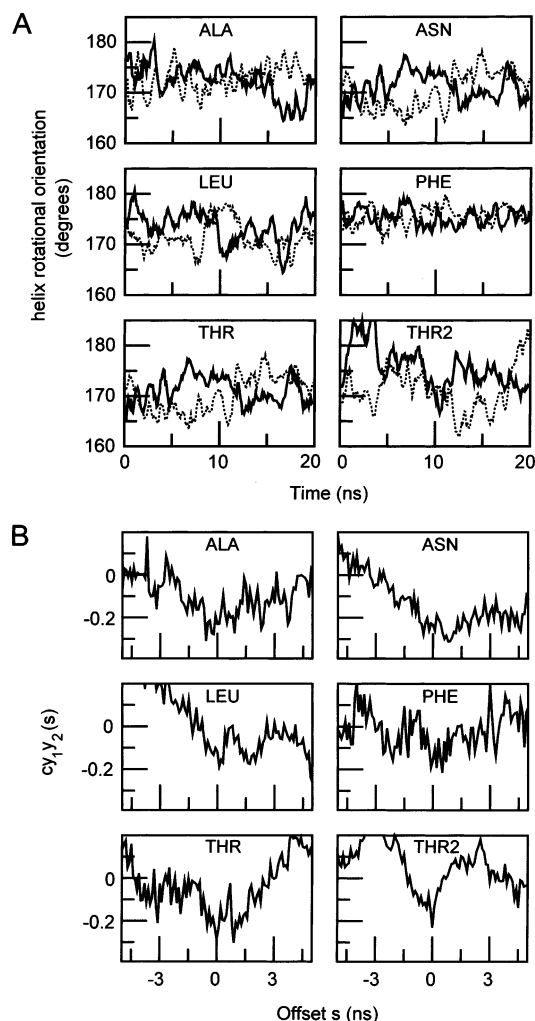 A
ALA ASN
180
170
160
LEU PHE
180
170
160
THR THR2
180
170
160
0 10 20 0 10 20
Time (ns)
helix rotational orientation
(degrees)
B
ALA ASN
0
-0.2
LEU PHE
0
-0.2
THR THR2
0
-0.2
-3 0 3 -3 0 3
Offset s (ns)
cy₁y₂(s)